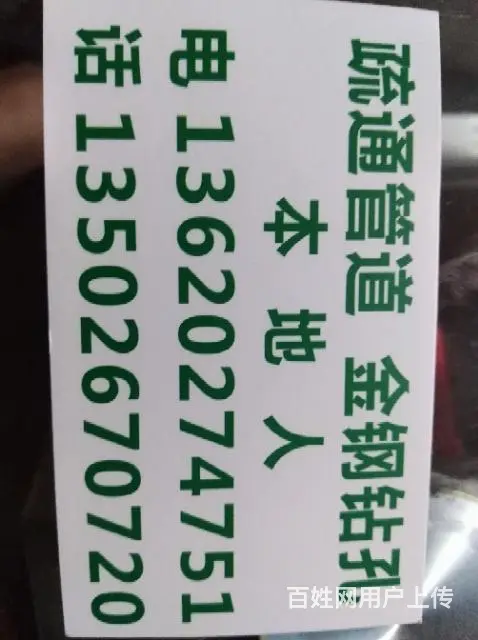 疏通管道 金钢钻孔
本地人
电 13620274751
话 13502670720
百姓网用户上传